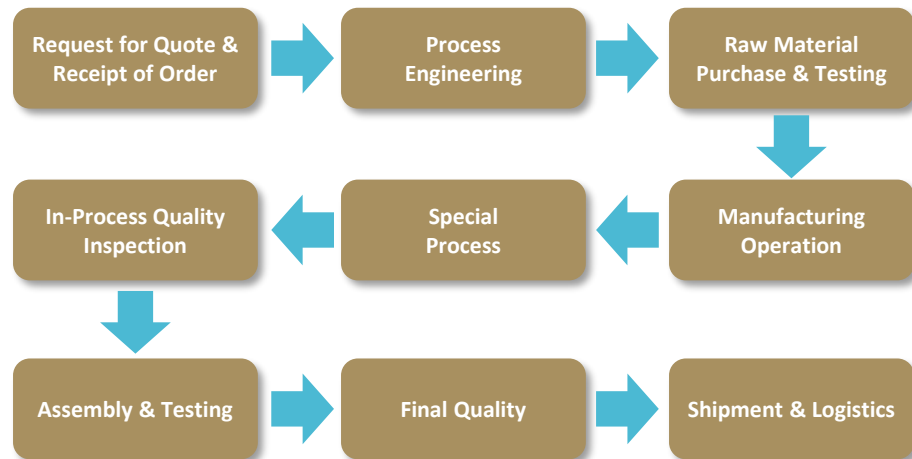 Request for Quote &
Receipt of Order
Process
Engineering
Raw Material
Purchase & Testing
Manufacturing
Operation
Special
Process
In-Process Quality
Inspection
Assembly & Testing
Final Quality
Shipment & Logistics